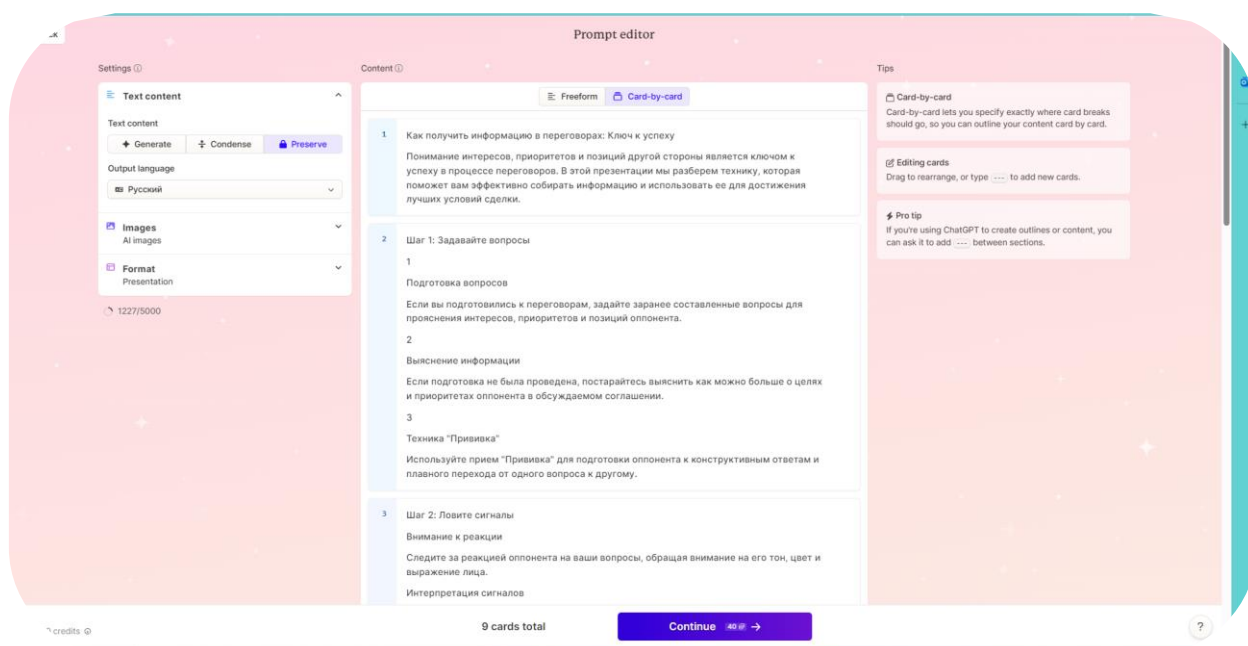 Prompt editor
Settings
Text content
Text content
Generate
Condense
Preserve
Output language
Русский
Images
AI images
Format
Presentation
1227/5000
Content
Freeform
Card-by-card
1
Как получить информацию в переговорах: Ключ к успеху
Понимание интересов, приоритетов и позиций другой стороны является ключом к
успеху в процессе переговоров. В этой презентации мы разберем технику, которая
поможет вам эффективно собирать информацию и использовать ее для достижения
лучших условий сделки.
2
Шаг 1: Задавайте вопросы
1
Подготовка вопросов
Если вы подготовились к переговорам, задайте заранее составленные вопросы для
прояснения интересов, приоритетов и позиций оппонента.
2
Выяснение информации
Если подготовка не была проведена, постарайтесь выяснить как можно больше о целях
и приоритетах оппонента в обсуждаемом соглашении.
3
Техника "Прививка"
Используйте прием "Прививка" для подготовки оппонента к конструктивным ответам и
плавного перехода от одного вопроса к другому.
3
Шаг 2: Ловите сигналы
Внимание к реакции
Следите за реакцией оппонента на ваши вопросы, обращая внимание на его тон, цвет и
выражение лица.
Интерпретация сигналов
Tips
Card-by-card
Card-by-card lets you specify exactly where card breaks
should go, so you can outline your content card by card.
Editing cards
Drag to rearrange, or type --- to add new cards.
Pro tip
If you're using ChatGPT to create outlines or content, you
can ask it to add --- between sections.
credits
9 cards total
Continue 40
?